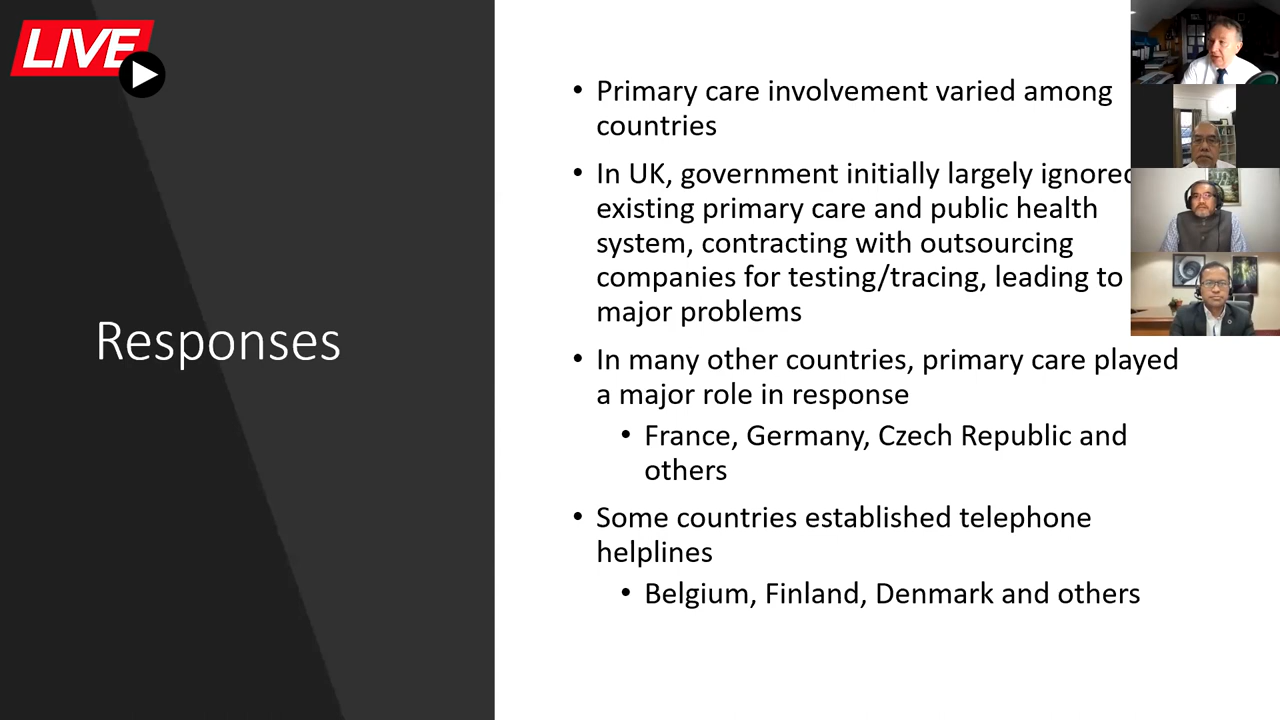 LIVE
Responses
• Primary care involvement varied among
countries
• In UK, government initially largely ignored
existing primary care and public health
system, contracting with outsourcing
companies for testing/tracing, leading to
major problems
• In many other countries, primary care played
a major role in response
• France, Germany, Czech Republic and
others
• Some countries established telephone
helplines
• Belgium, Finland, Denmark and others